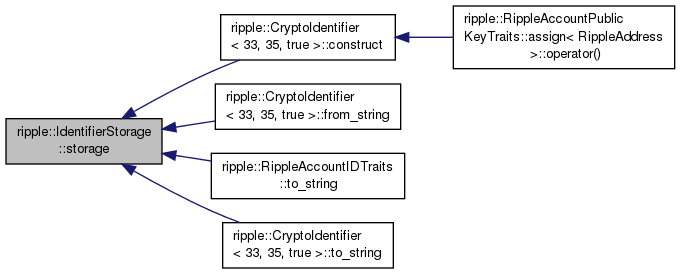 ripple::IdentifierStorage
::storage
ripple::CryptoIdentifier
< 33, 35, true >::construct
ripple::RippleAccountPublic
KeyTraits::assign< RippleAddress
>::operator()
ripple::CryptoIdentifier
< 33, 35, true >::from_string
ripple::RippleAccountIDTraits
::to_string
ripple::CryptoIdentifier
< 33, 35, true >::to_string